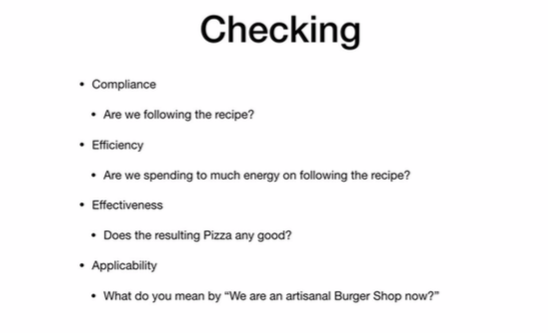 Checking
• Compliance
• Are we following the recipe?
• Efficiency
• Are we spending to much energy on following the recipe?
• Effectiveness
• Does the resulting Pizza any good?
• Applicability
• What do you mean by “We are an artisanal Burger Shop now?”